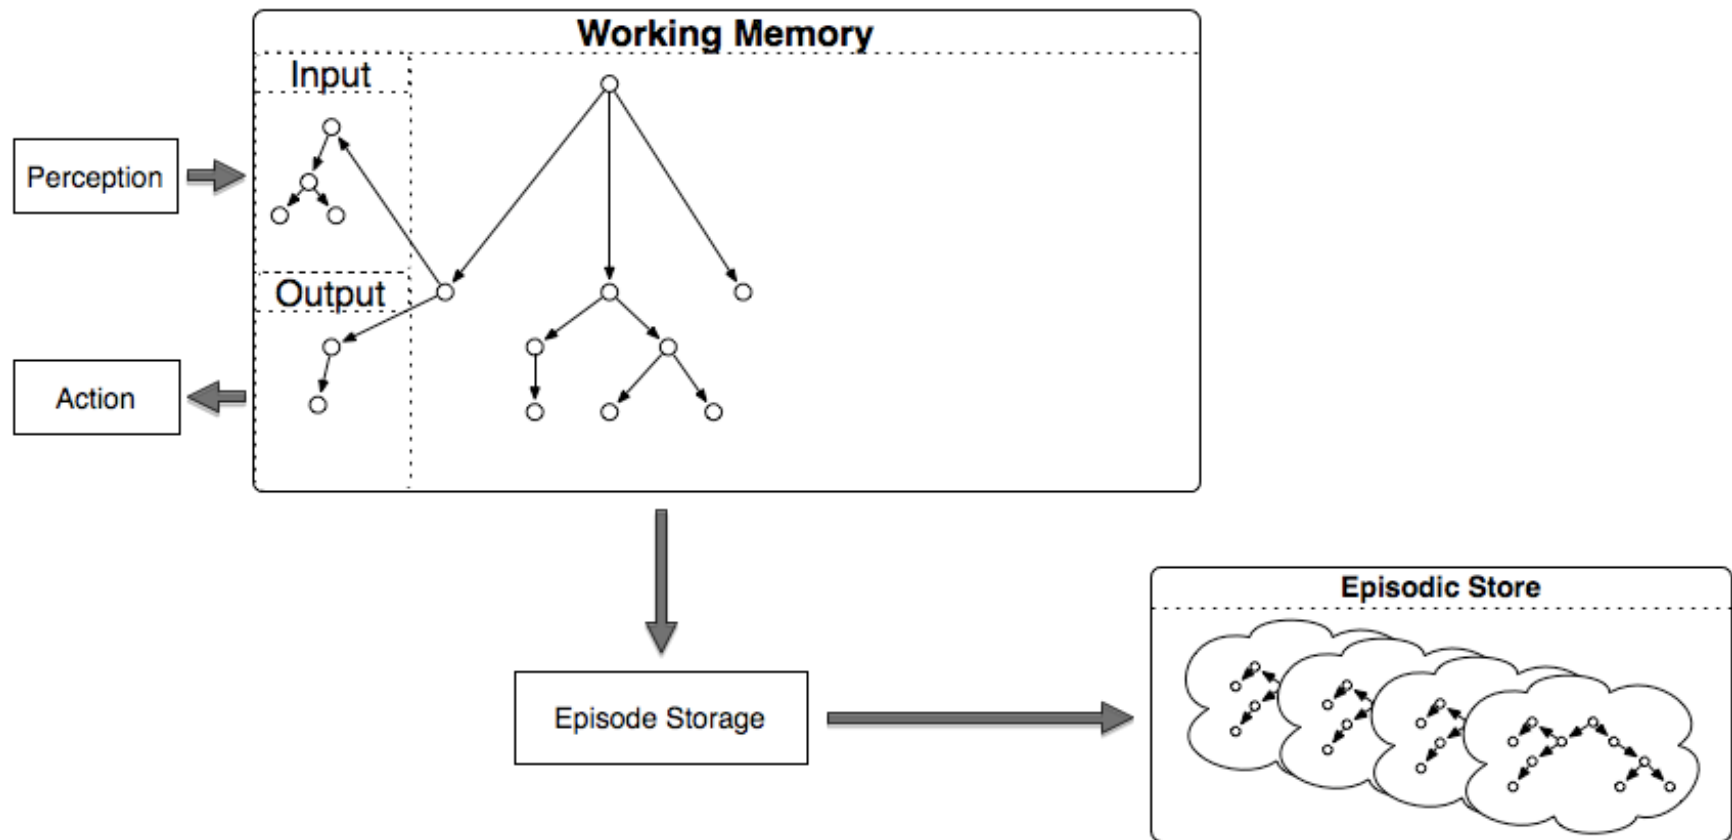 Working Memory
Input
Perception
Output
Action
Episodic Store
Episode Storage